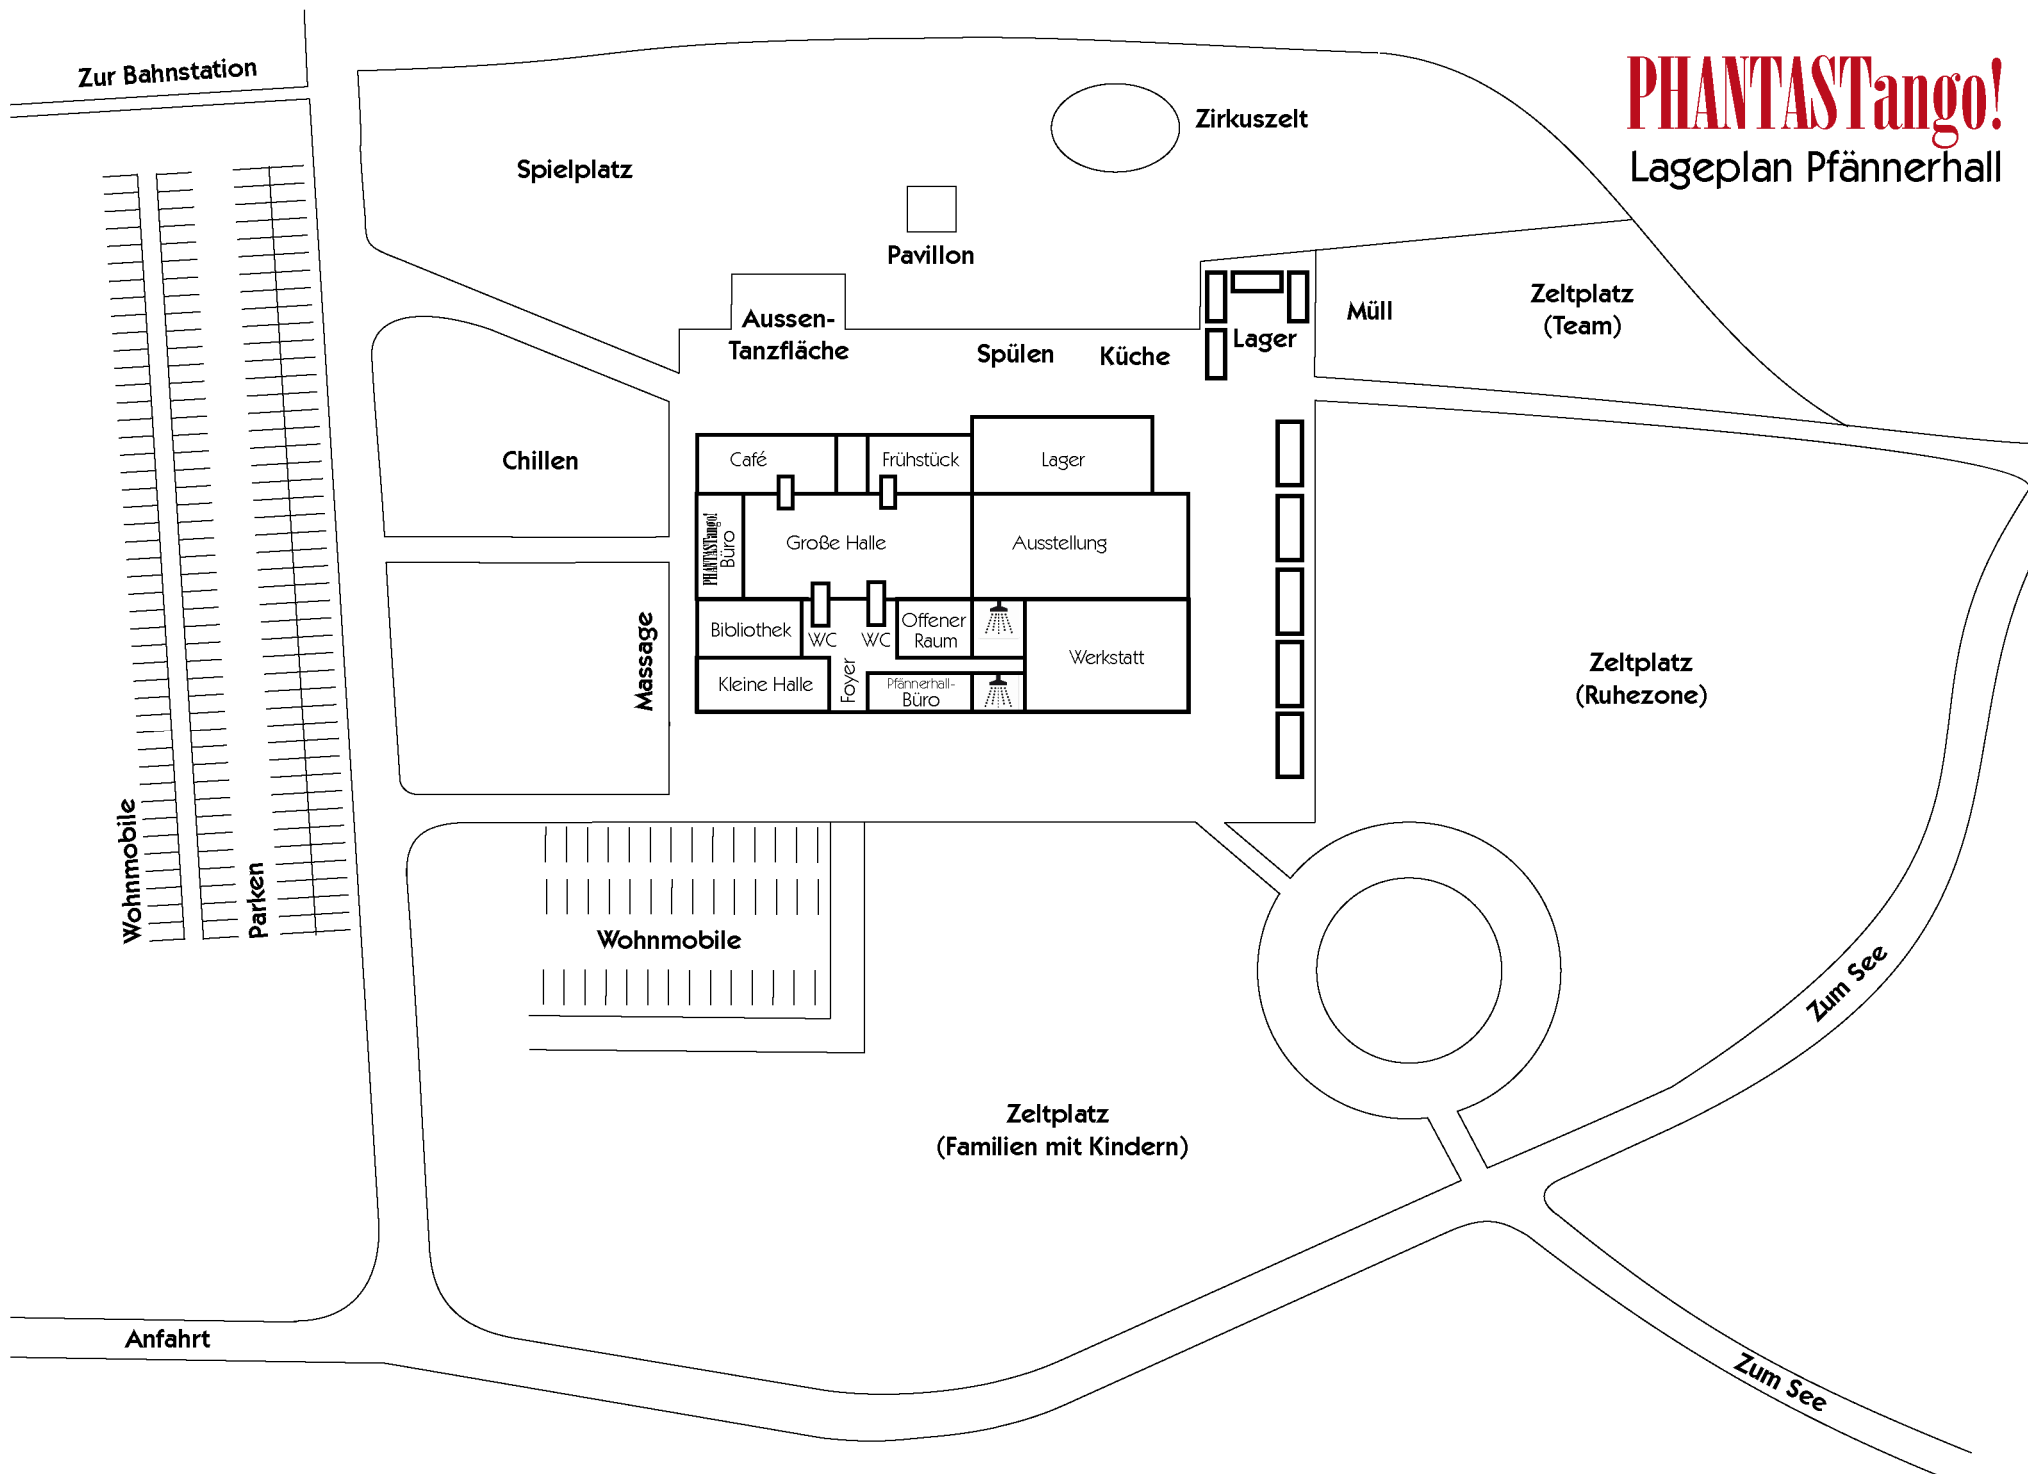 PHANTASTango!
Lageplan Pfännerhall
Zur Bahnstation
Zirkuszelt
Spielplatz
Pavillon
Zeltplatz
(Team)
Müll
Aussen-
Tanzfläche
Spülen
Küche
Lager
Chillen
Café
Frühstück
Lager
PHANTASTango!
Büro
Große Halle
Ausstellung
Massage
Bibliothek
WC
WC
Offener
Raum
Werkstatt
Kleine Halle
Foyer
Pfännerhall-
Büro
Zeltplatz
(Ruhezone)
Wohnmobile
Parken
Wohnmobile
Zum See
Zeltplatz
(Familien mit Kindern)
Anfahrt
Zum See